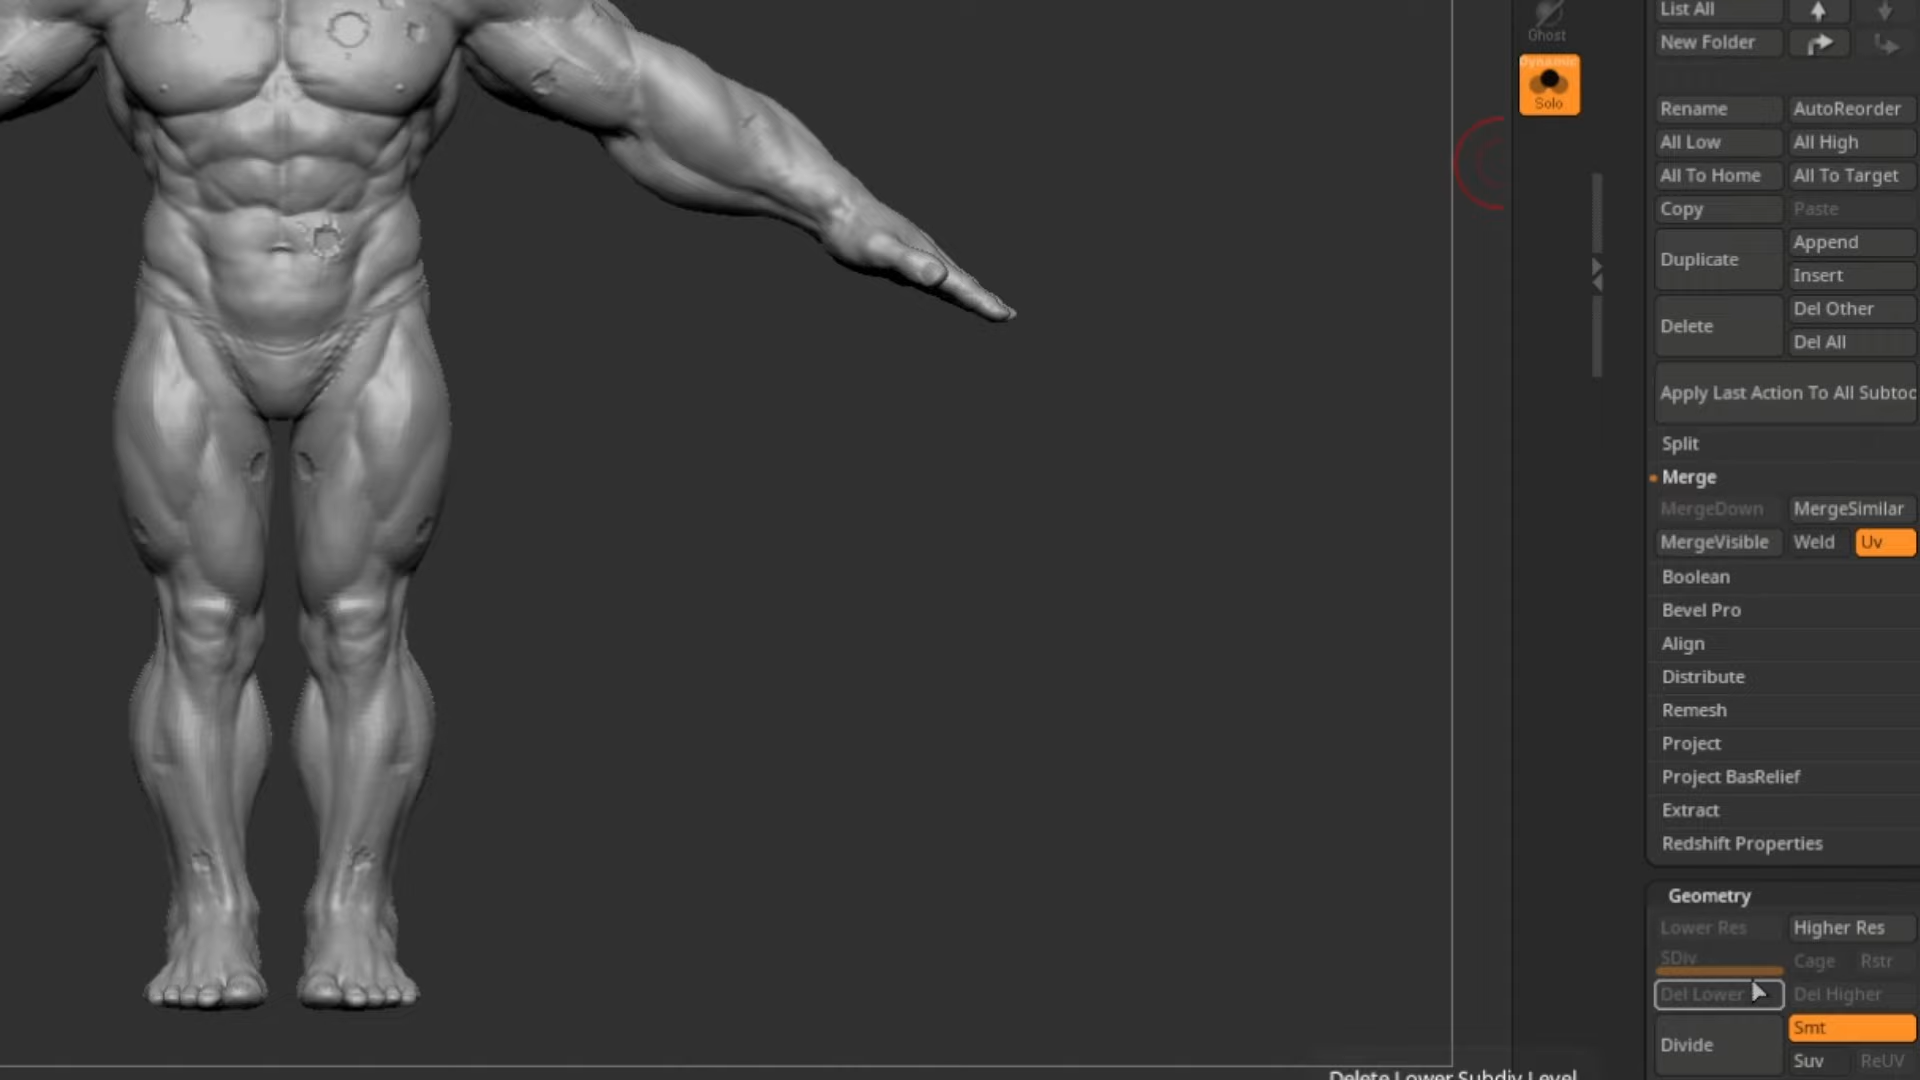 List All
New Folder
Ghost
Dynamic
Solo
Rename AutoReorder
All Low All High
All To Home All To Target
Copy Paste
Duplicate Append
Insert
Delete Del Other
Del All
Apply Last Action To All Subtoo
Split
Merge
MergeDown MergeSimilar
MergeVisible Weld Uv
Boolean
Bevel Pro
Align
Distribute
Remesh
Project
Project BasRelief
Extract
Redshift Properties
Geometry
Lower Res Higher Res
SDiv Cage Rstr
Del Lower Del Higher
Divide Smt
Suv ReUV
Delete Lower Subdiv Level